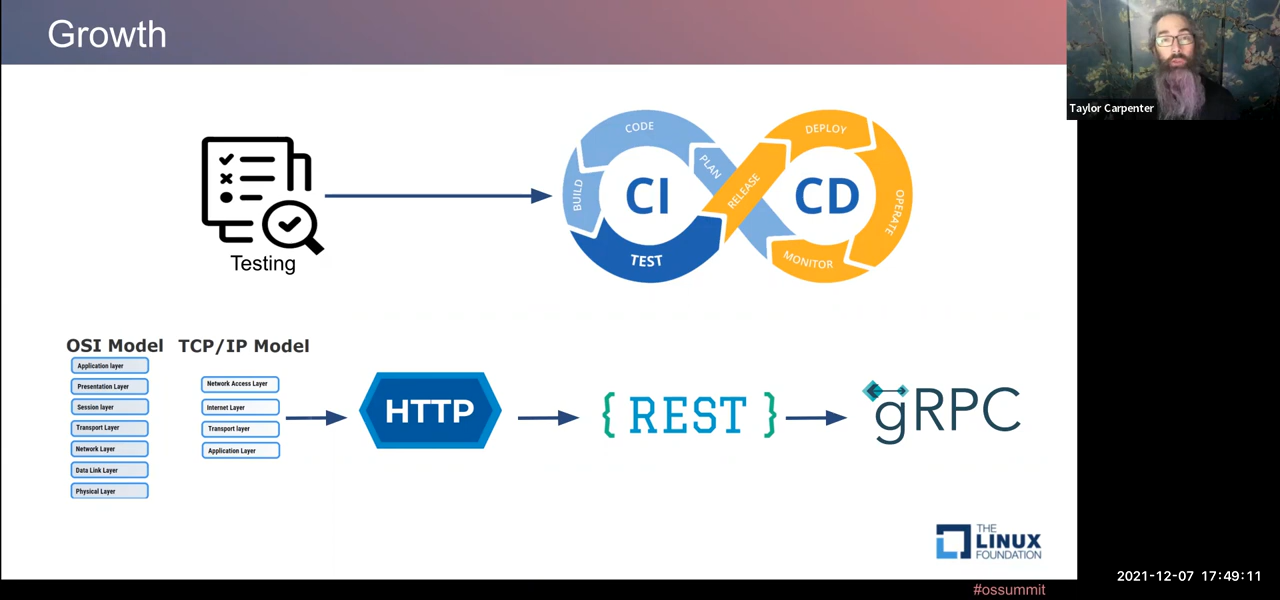 Growth
Taylor Carpenter
CODE
BUILD
CI
TEST
PLAN
RELEASE
DEPLOY
CD
OPERATE
MONITOR
Testing
OSI Model
Application layer
Presentation Layer
Session layer
Transport Layer
Network Layer
Data Link Layer
Physical Layer
TCP/IP Model
Network Access Layer
Internet Layer
Transport layer
Application Layer
HTTP
{ REST }
gRPC
THE
LINUX
FOUNDATION
2021-12-07 17:49:11
#ossummit